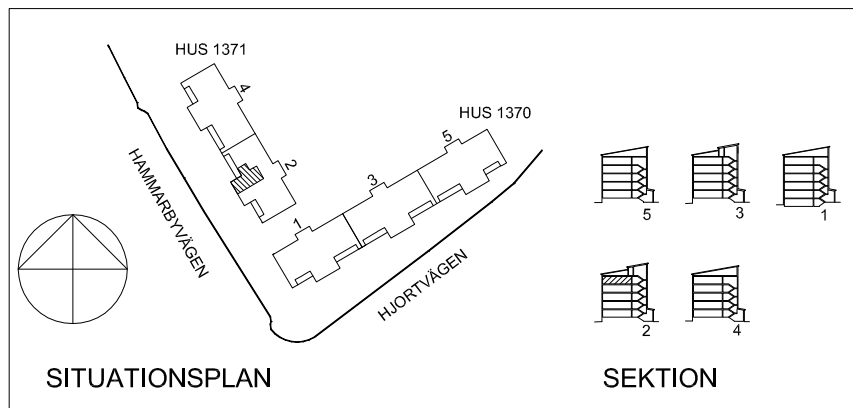 HUS 1371
4
HUS 1370
5
2
3
1
HAMMARBYVÄGEN
HJORTVÄGEN
SITUATIONSPLAN
5
3
1
2
4
SEKTION